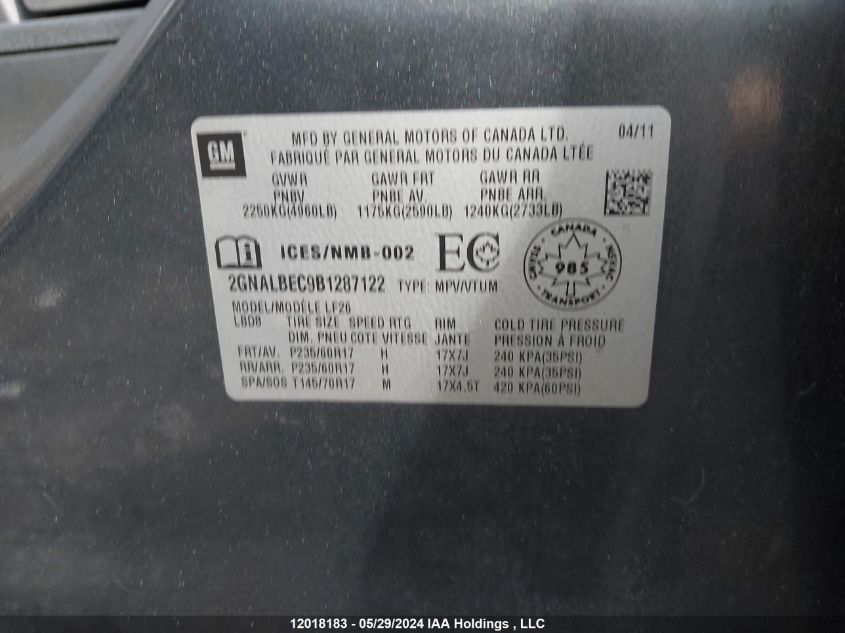 GM
MFD BY GENERAL MOTORS OF CANADA LTD. 04/11
FABRIQUÉ PAR GENERAL MOTORS DU CANADA LTÉE
GVWR GAWR FRT GAWR RR
PNBV PNBE AV. PNBE ARR.
2250KG(4960LB) 1175KG(2590LB) 1240KG(2733LB)
ICES/NMB-002 EC
CANADA
985
TRANSPORT
2GNALBEC9B1287122 TYPE: MPV/VTUM
MODEL/MODÈLE LF26
LBD8 TIRE SIZE SPEED RTG RIM COLD TIRE PRESSURE
DIM. PNEU COTE VITESSE JANTE PRESSION À FROID
FRT/AV. P235/60R17 H 17X7J 240 KPA(35PSI)
RR/ARR. P235/60R17 H 17X7J 240 KPA(35PSI)
SPA/SOS T145/70R17 M 17X4.5T 420 KPA(60PSI)
12018183 - 05/29/2024 IAA Holdings , LLC